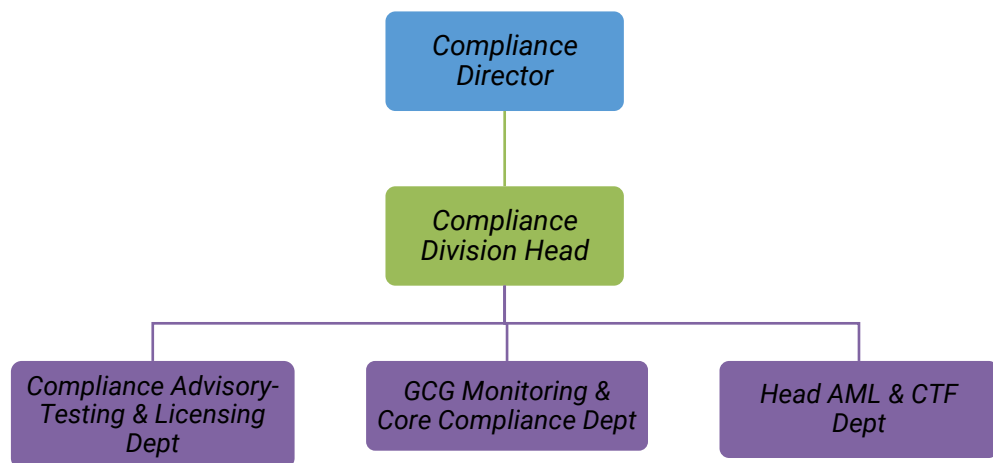 Compliance
Director
Compliance
Division Head
Compliance Advisory-
Testing & Licensing
Dept
GCG Monitoring &
Core Compliance Dept
Head AML & CTF
Dept